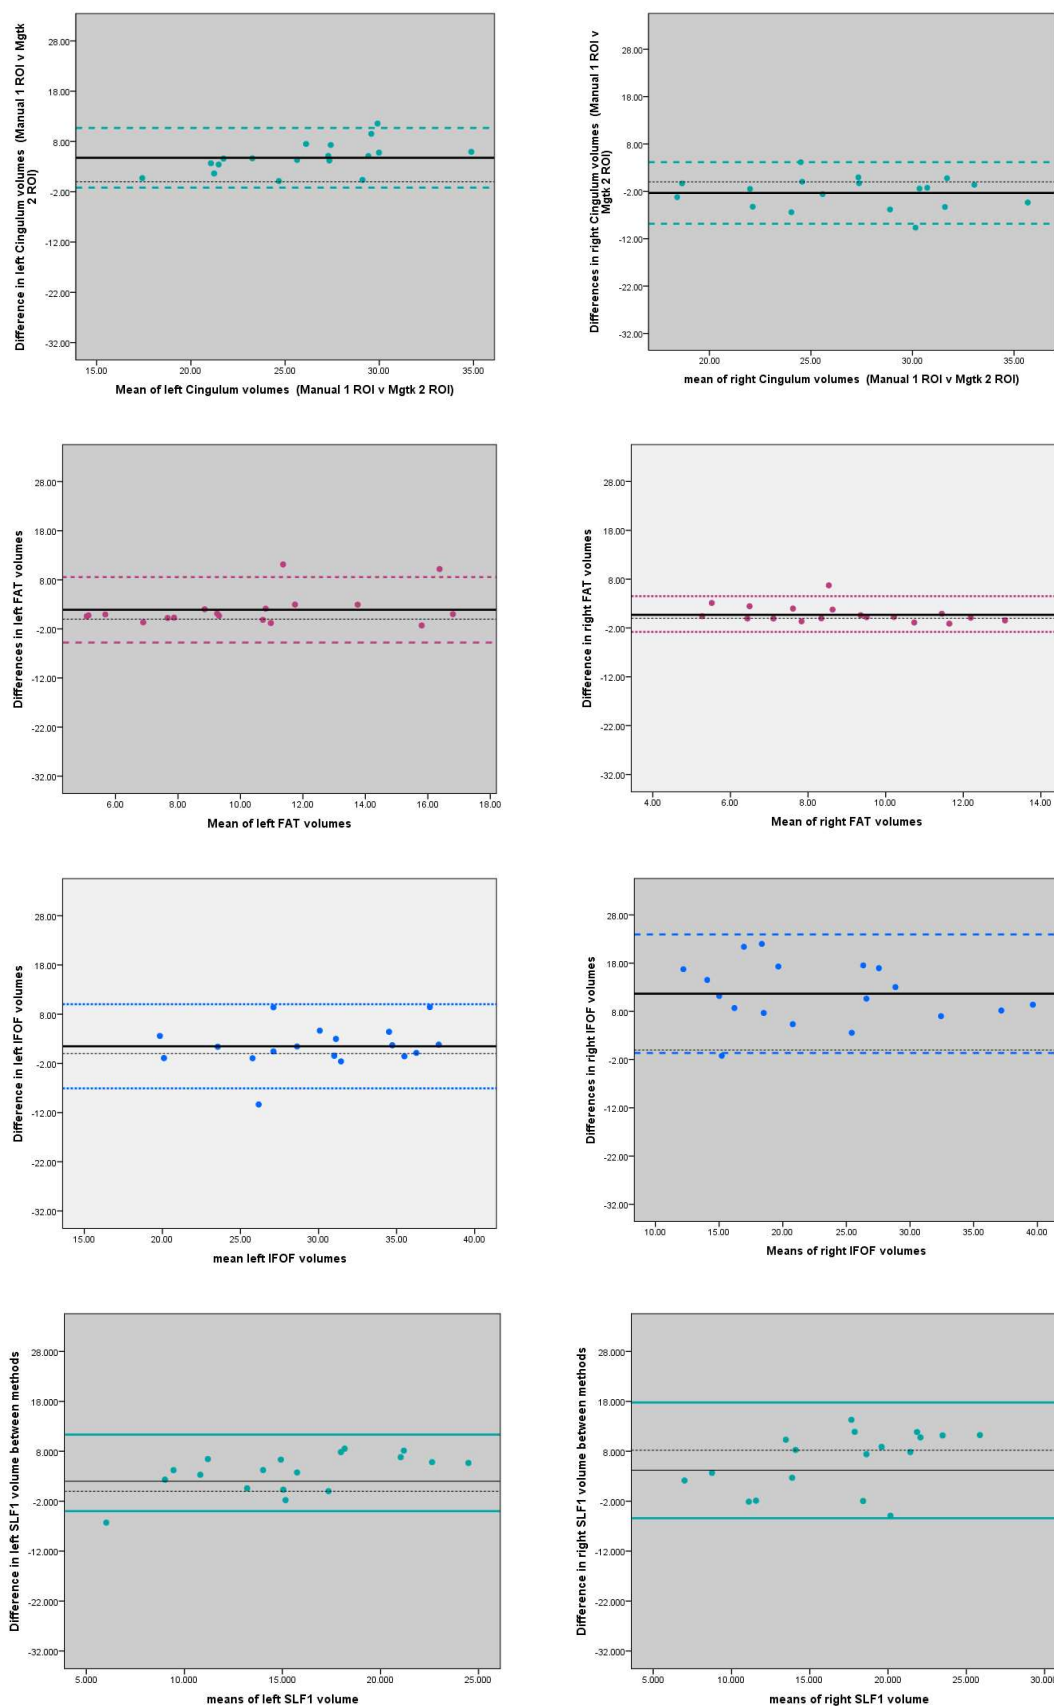 Difference in left Cingulum volumes (Manual 1 ROI v Mgtk
2 ROI)
28.00
18.00
8.00
-2.00
-12.00
-22.00
-32.00
15.00 20.00 25.00 30.00 35.00
Mean of left Cingulum volumes (Manual 1 ROI v Mgtk 2 ROI)
Differences in right Cingulum volumes (Manual 1 ROI v
Mgtk 2 ROI)
28.00
18.00
8.00
-2.00
-12.00
-22.00
-32.00
20.00 25.00 30.00 35.00
mean of right Cingulum volumes (Manual 1 ROI v Mgtk 2 ROI)
Differences in left FAT volumes
28.00
18.00
8.00
-2.00
-12.00
-22.00
-32.00
6.00 8.00 10.00 12.00 14.00 16.00 18.00
Mean of left FAT volumes
Difference in right FAT volumes
28.00
18.00
8.00
-2.00
-12.00
-22.00
-32.00
4.00 6.00 8.00 10.00 12.00 14.00
Mean of right FAT volumes
Difference in left IFOF volumes
28.00
18.00
8.00
-2.00
-12.00
-22.00
-32.00
15.00 20.00 25.00 30.00 35.00 40.00
mean left IFOF volumes
Differences in right IFOF volumes
28.00
18.00
8.00
-2.00
-12.00
-22.00
-32.00
10.00 15.00 20.00 25.00 30.00 35.00 40.00
Means of right IFOF volumes
Difference in left SLF1 volume between methods
28.000
18.000
8.000
-2.000
-12.000
-22.000
-32.000
5.000 10.000 15.000 20.000 25.000
means of left SLF1 volume
Difference in right SLF1 volume between methods
28.000
18.000
8.000
-2.000
-12.000
-22.000
-32.000
5.000 10.000 15.000 20.000 25.000 30.000
means of right SLF1 volume